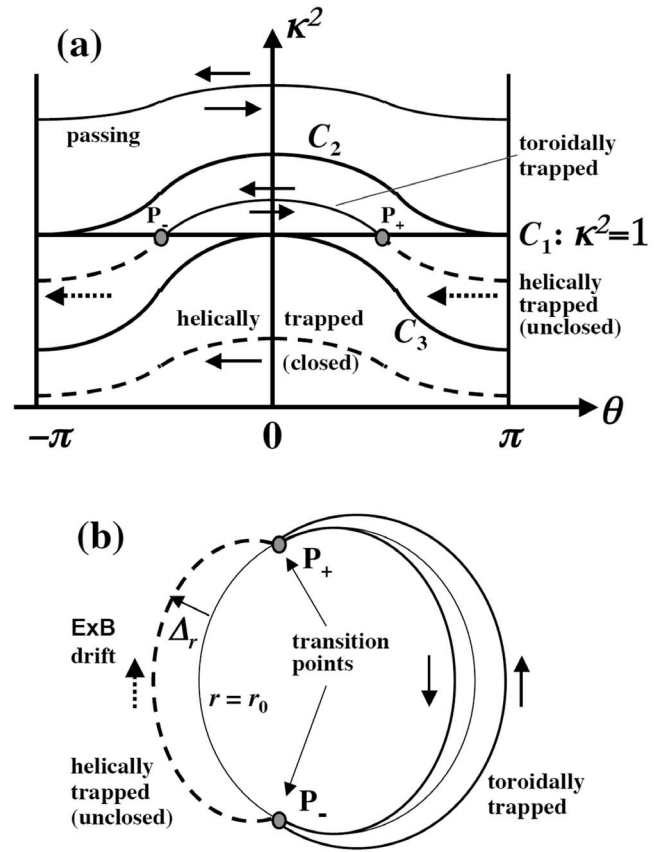 (a)
κ²
passing
C₂
toroidally
trapped
P₋
P₊
C₁: κ²=1
helically
trapped
(unclosed)
helically trapped
C₃
(closed)
−π
0
π
θ
(b)
P₊
ExB
drift
Δᵣ
transition
points
r = r₀
helically
trapped
(unclosed)
P₋
toroidally
trapped